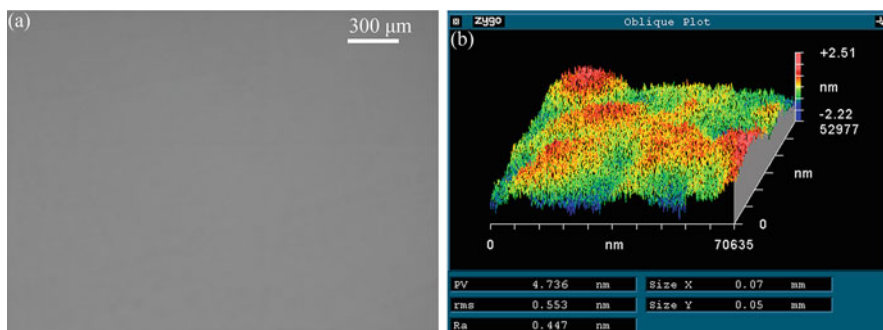 (a)
300 μm
zygo
Oblique Plot
(b)
+2.51
nm
-2.22
52977
nm
0
0
nm
70635
PV 4.736 nm
Size X 0.07 mm
rms 0.553 nm
Size Y 0.05 mm
Ra 0.447 nm